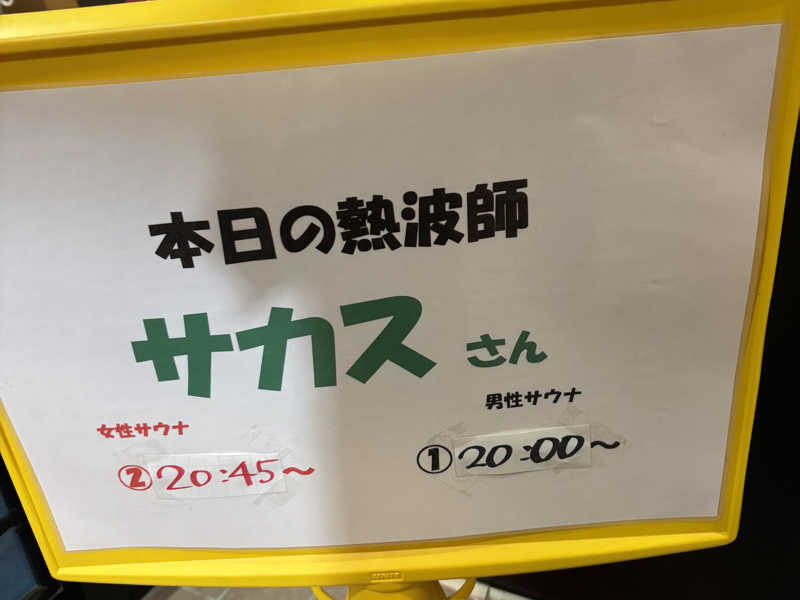 本日の熱波師
サカス さん
女性サウナ
②20:45～
男性サウナ
①20:00～